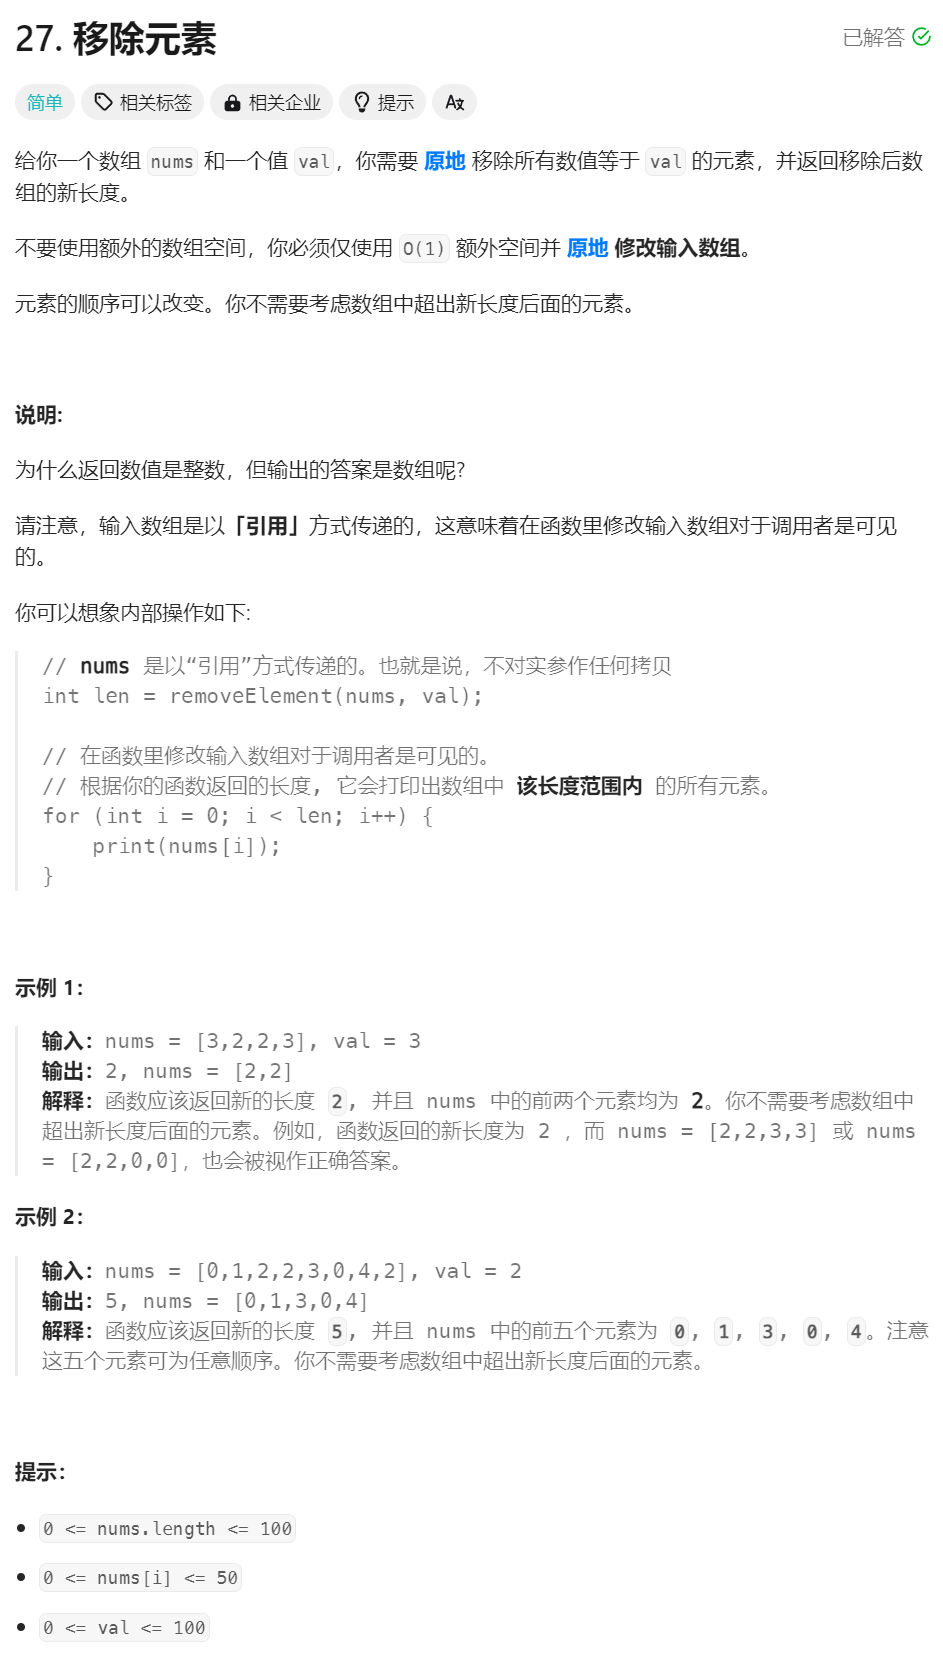 27. 移除元素
已解答
简单 相关标签 相关企业 提示
给你一个数组 nums 和一个值 val，你需要 原地 移除所有数值等于 val 的元素，并返回移除后数
组的新长度。
不要使用额外的数组空间，你必须仅使用 O(1) 额外空间并 原地 修改输入数组。
元素的顺序可以改变。你不需要考虑数组中超出新长度后面的元素。
说明:
为什么返回数值是整数，但输出的答案是数组呢?
请注意，输入数组是以「引用」方式传递的，这意味着在函数里修改输入数组对于调用者是可见
的。
你可以想象内部操作如下:
// nums 是以“引用”方式传递的。也就是说，不对实参作任何拷贝
int len = removeElement(nums, val);
// 在函数里修改输入数组对于调用者是可见的。
// 根据你的函数返回的长度, 它会打印出数组中 该长度范围内 的所有元素。
for (int i = 0; i < len; i++) {
    print(nums[i]);
}
示例 1：
输入：nums = [3,2,2,3], val = 3
输出：2, nums = [2,2]
解释：函数应该返回新的长度 2, 并且 nums 中的前两个元素均为 2。你不需要考虑数组中
超出新长度后面的元素。例如，函数返回的新长度为 2 ，而 nums = [2,2,3,3] 或 nums
= [2,2,0,0]，也会被视作正确答案。
示例 2：
输入：nums = [0,1,2,2,3,0,4,2], val = 2
输出：5, nums = [0,1,3,0,4]
解释：函数应该返回新的长度 5, 并且 nums 中的前五个元素为 0, 1, 3, 0, 4。注意
这五个元素可为任意顺序。你不需要考虑数组中超出新长度后面的元素。
提示：
0 <= nums.length <= 100
0 <= nums[i] <= 50
0 <= val <= 100